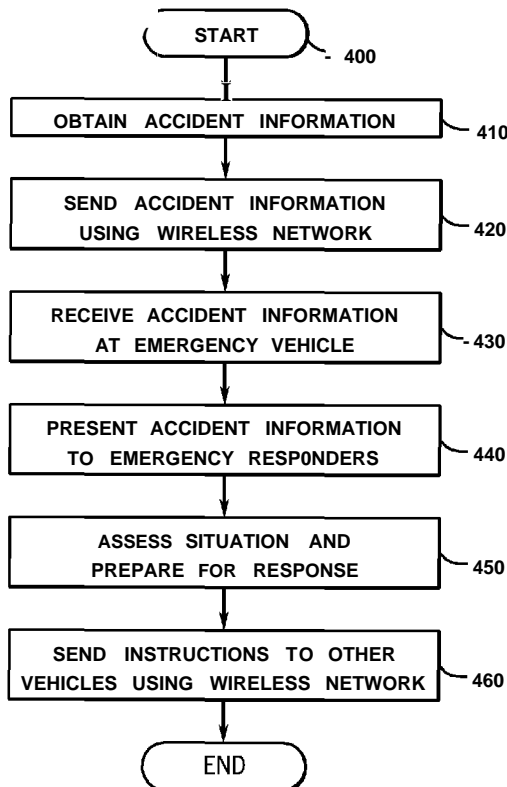 START
- 400
OBTAIN ACCIDENT INFORMATION
410
SEND ACCIDENT INFORMATION
USING WIRELESS NETWORK
420
RECEIVE ACCIDENT INFORMATION
AT EMERGENCY VEHICLE
- 430
PRESENT ACCIDENT INFORMATION
TO EMERGENCY RESP0NDERS
440
ASSESS SITUATION AND
PREPARE FOR RESPONSE
450
SEND INSTRUCTIONS TO OTHER
VEHICLES USING WIRELESS NETWORK
460
END